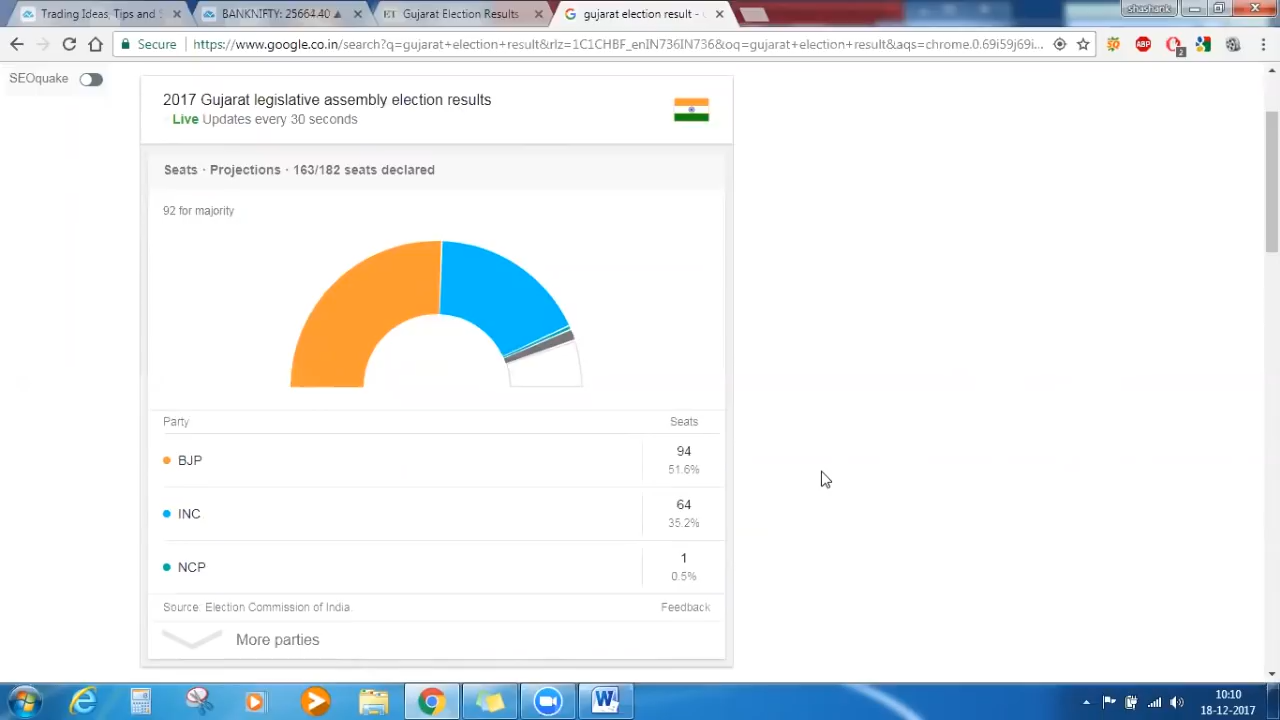 Trading Ideas, Tips and S
BANKNIFTY: 25664.40 ▲
ET Gujarat Election Results
gujarat election result - G
shashank
Secure
https://www.google.co.in/search?q=gujarat+election+result&rlz=1C1CHBF_enIN736IN736&oq=gujarat+election+result&aqs=chrome.0.69i59j69i...
ABP
2
SEOquake
2017 Gujarat legislative assembly election results
Live Updates every 30 seconds
Seats · Projections · 163/182 seats declared
92 for majority
Party Seats
BJP 94
51.6%
INC 64
35.2%
NCP 1
0.5%
Source: Election Commission of India.
Feedback
More parties
10:10
18-12-2017